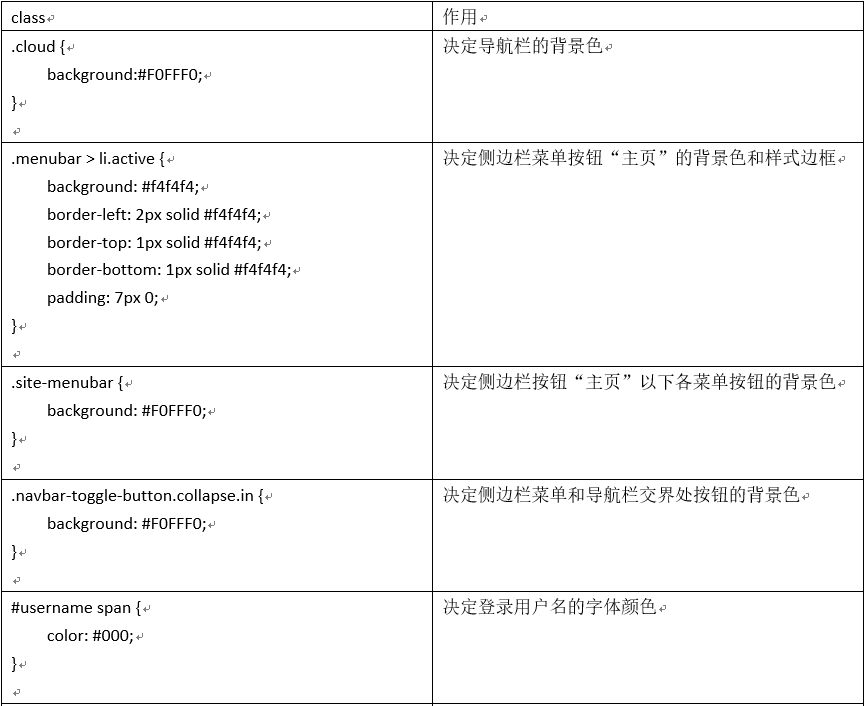 class
作用
.cloud {
background:#F0FFF0;
}
决定导航栏的背景色
.menubar > li.active {
background: #f4f4f4;
border-left: 2px solid #f4f4f4;
border-top: 1px solid #f4f4f4;
border-bottom: 1px solid #f4f4f4;
padding: 7px 0;
}
决定侧边栏菜单按钮“主页”的背景色和样式边框
.site-menubar {
background: #F0FFF0;
}
决定侧边栏按钮“主页”以下各菜单按钮的背景色
.navbar-toggle-button.collapse.in {
background: #F0FFF0;
}
决定侧边栏菜单和导航栏交界处按钮的背景色
#username span {
color: #000;
}
决定登录用户名的字体颜色